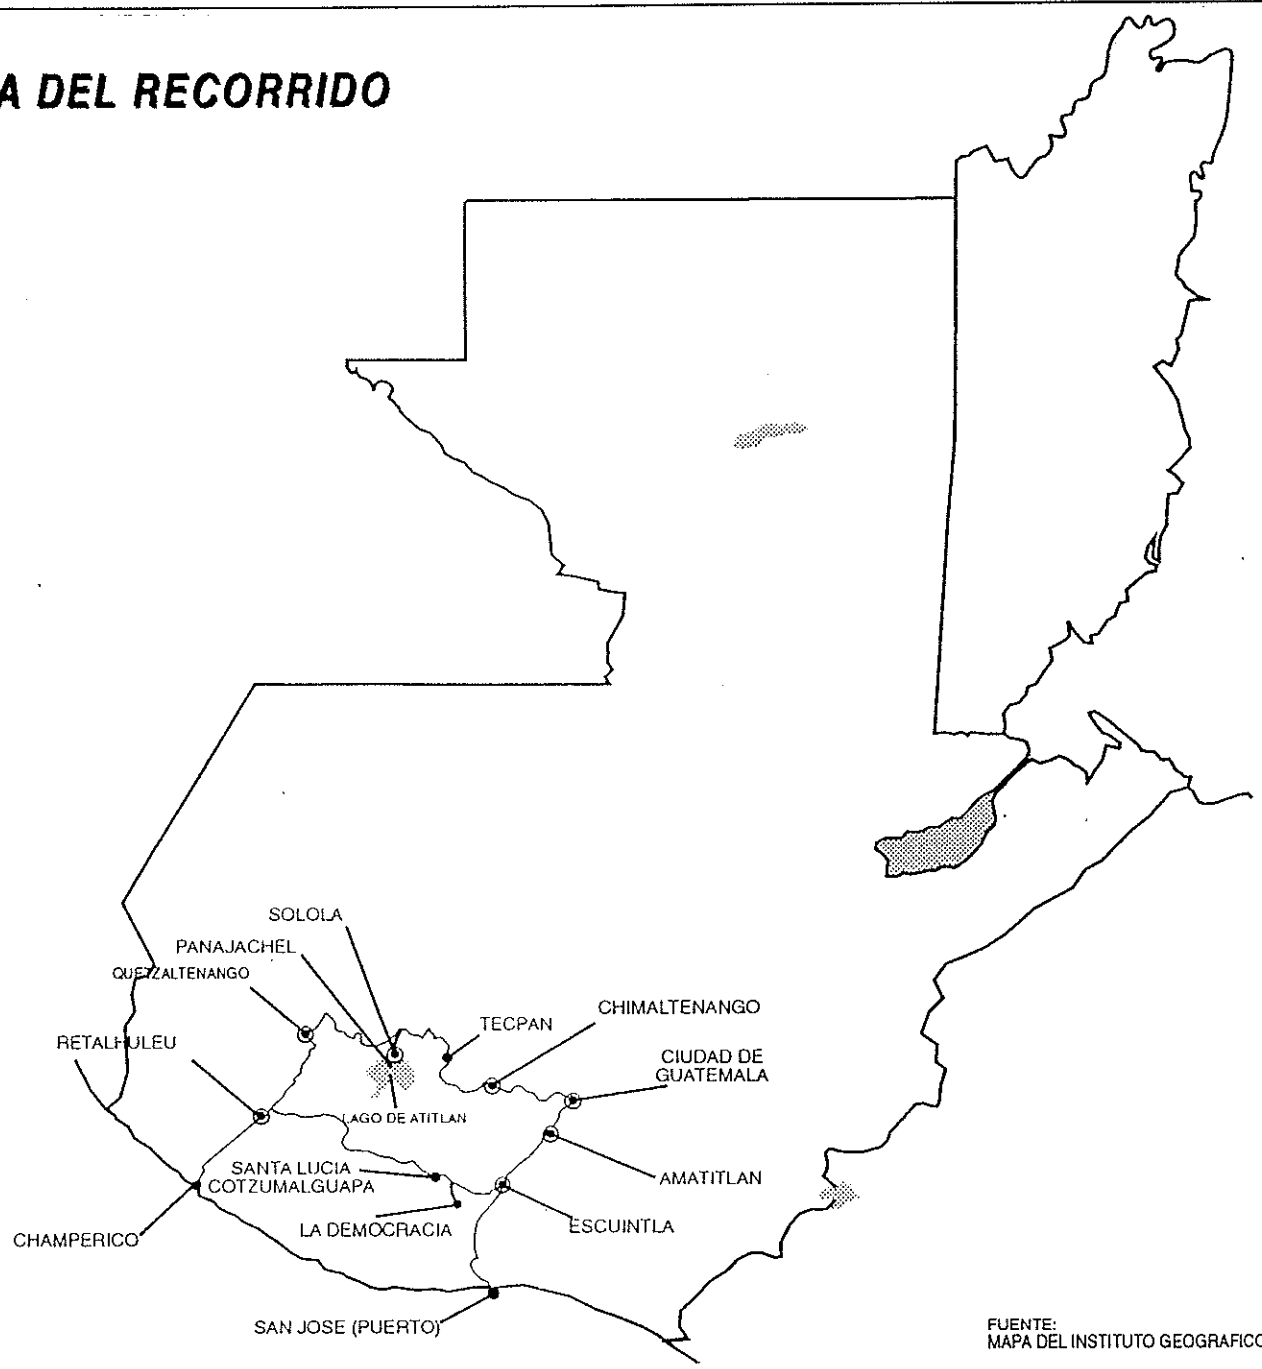 A DEL RECORRIDO
SOLOLA
PANAJACHEL
QUETZALTENANGO
RETALHULEU
TECPAN
CHIMALTENANGO
CIUDAD DE
GUATEMALA
LAGO DE ATITLAN
SANTA LUCIA
COTZUMALGUAPA
AMATITLAN
LA DEMOCRACIA
ESCUINTLA
CHAMPERICO
SAN JOSE (PUERTO)
FUENTE:
MAPA DEL INSTITUTO GEOGRAFICO